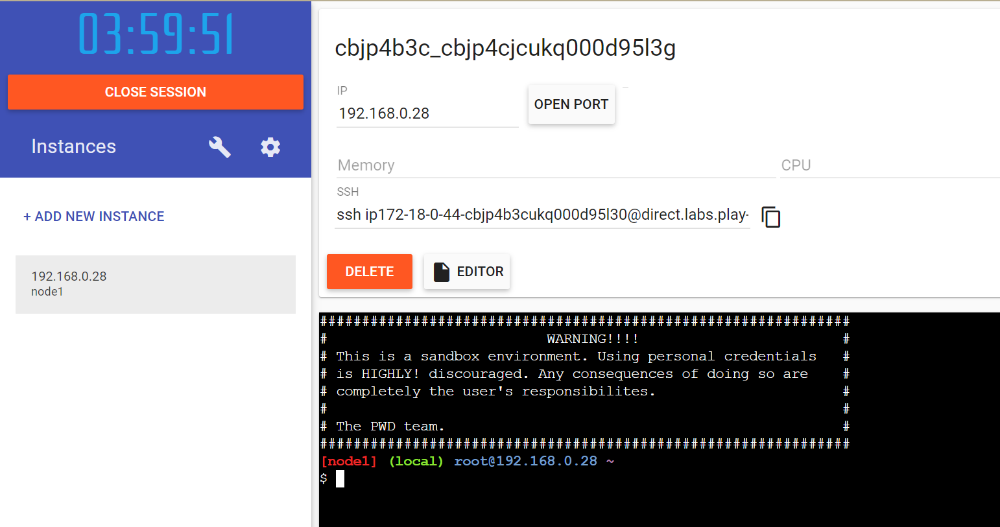 03:59:51
CLOSE SESSION
Instances
+ ADD NEW INSTANCE
192.168.0.28
node1
cbjp4b3c_cbjp4cjcukq000d95l3g
IP
192.168.0.28
OPEN PORT
Memory
CPU
SSH
ssh ip172-18-0-44-cbjp4b3cukq000d95l30@direct.labs.play-
DELETE
EDITOR
###############################################################
# WARNING!!!! #
# This is a sandbox environment. Using personal credentials #
# is HIGHLY! discouraged. Any consequences of doing so are #
# completely the user's responsibilites. #
# #
# The PWD team. #
###############################################################
[node1] (local) root@192.168.0.28 ~
$